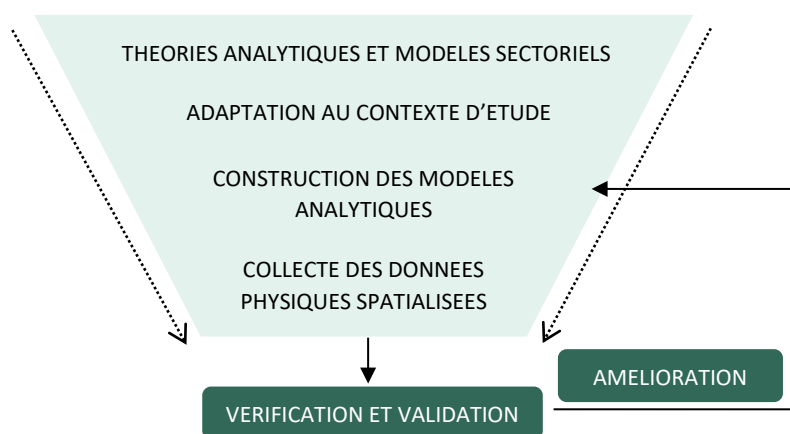 THEORIES ANALYTIQUES ET MODELES SECTORIELS
ADAPTATION AU CONTEXTE D’ETUDE
CONSTRUCTION DES MODELES
ANALYTIQUES
COLLECTE DES DONNEES
PHYSIQUES SPATIALISEES
AMELIORATION
VERIFICATION ET VALIDATION